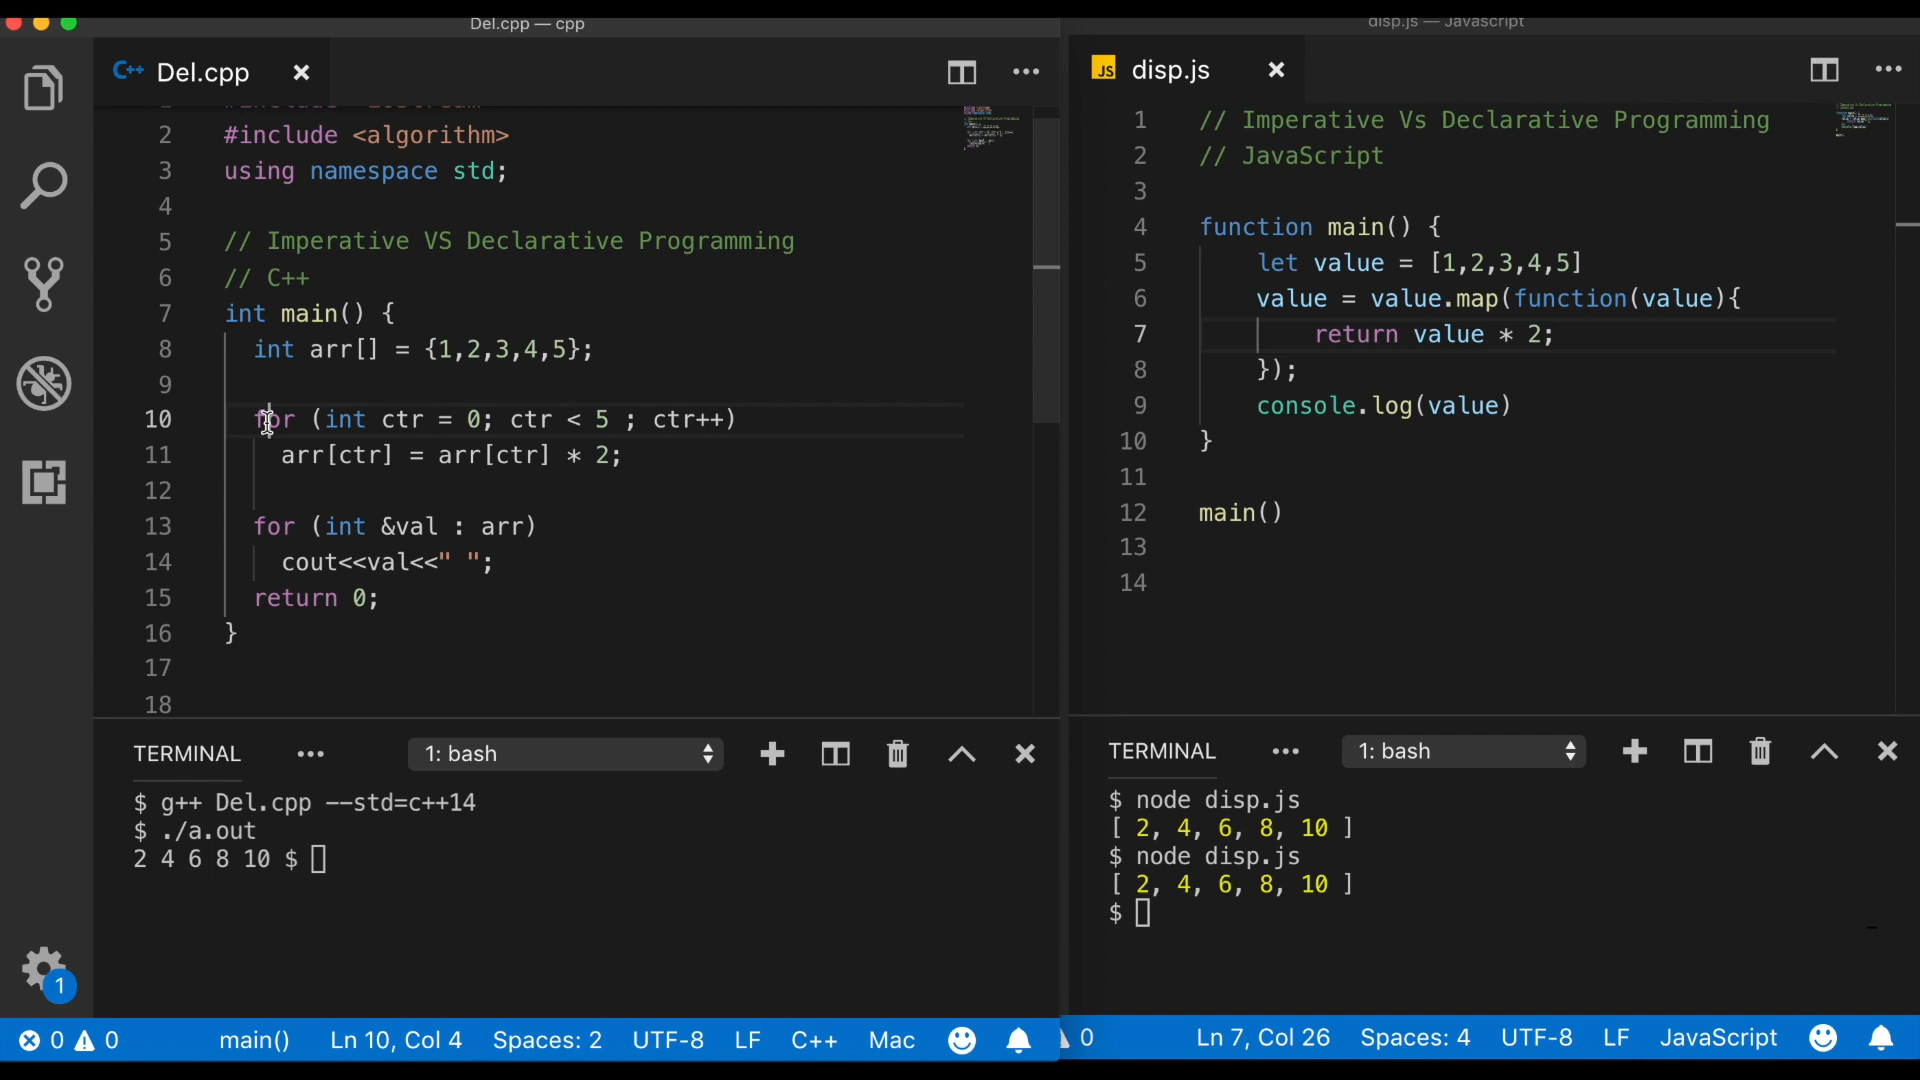 Del.cpp — cpp
C++ Del.cpp
2 #include <algorithm>
3 using namespace std;
4
5 // Imperative VS Declarative Programming
6 // C++
7 int main() {
8 int arr[] = {1,2,3,4,5};
9
10 for (int ctr = 0; ctr < 5 ; ctr++)
11 arr[ctr] = arr[ctr] * 2;
12
13 for (int &val : arr)
14 cout<<val<<" ";
15 return 0;
16 }
17
18
TERMINAL ••• 1: bash
$ g++ Del.cpp --std=c++14
$ ./a.out
2 4 6 8 10 $
1
0 0 main() Ln 10, Col 4 Spaces: 2 UTF-8 LF C++ Mac
disp.js — Javascript
JS disp.js
1 // Imperative Vs Declarative Programming
2 // JavaScript
3
4 function main() {
5 let value = [1,2,3,4,5]
6 value = value.map(function(value){
7 return value * 2;
8 });
9 console.log(value)
10 }
11
12 main()
13
14
TERMINAL ••• 1: bash
$ node disp.js
[ 2, 4, 6, 8, 10 ]
$ node disp.js
[ 2, 4, 6, 8, 10 ]
$
0 Ln 7, Col 26 Spaces: 4 UTF-8 LF JavaScript